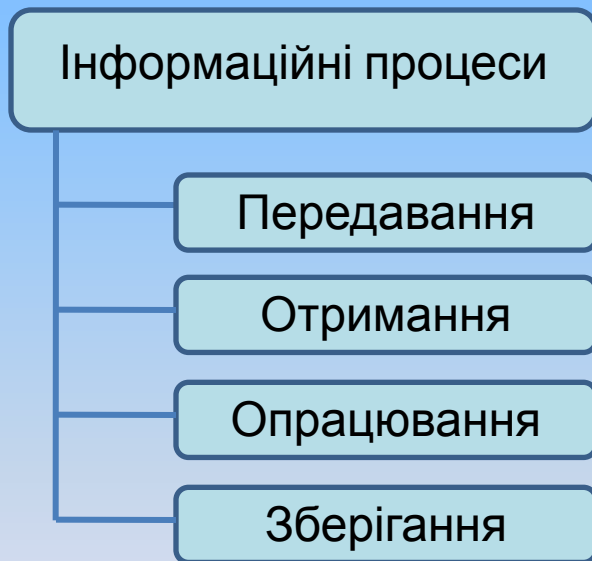 Інформаційні процеси
Передавання
Отримання
Опрацювання
Зберігання